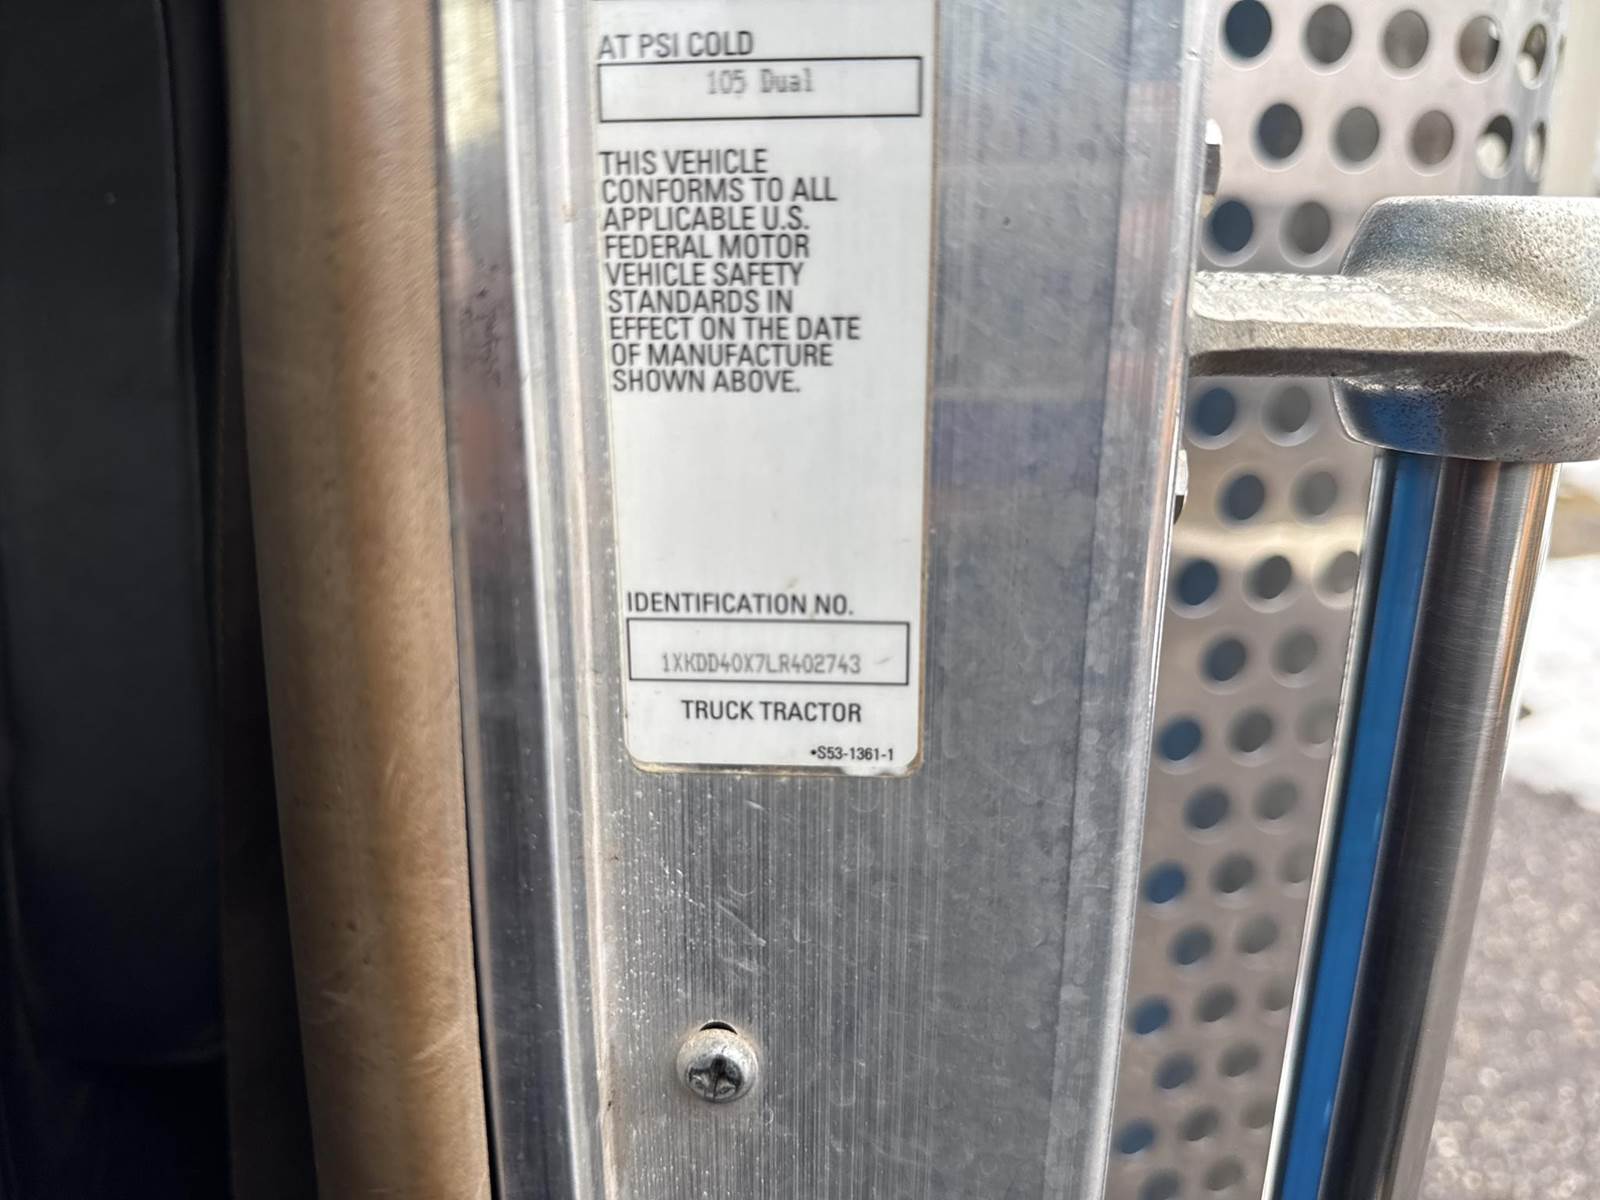 AT PSI COLD
105 Dual
THIS VEHICLE
CONFORMS TO ALL
APPLICABLE U.S.
FEDERAL MOTOR
VEHICLE SAFETY
STANDARDS IN
EFFECT ON THE DATE
OF MANUFACTURE
SHOWN ABOVE.
IDENTIFICATION NO.
1XKDD40X7LR402743
TRUCK TRACTOR
•S53-1361-1